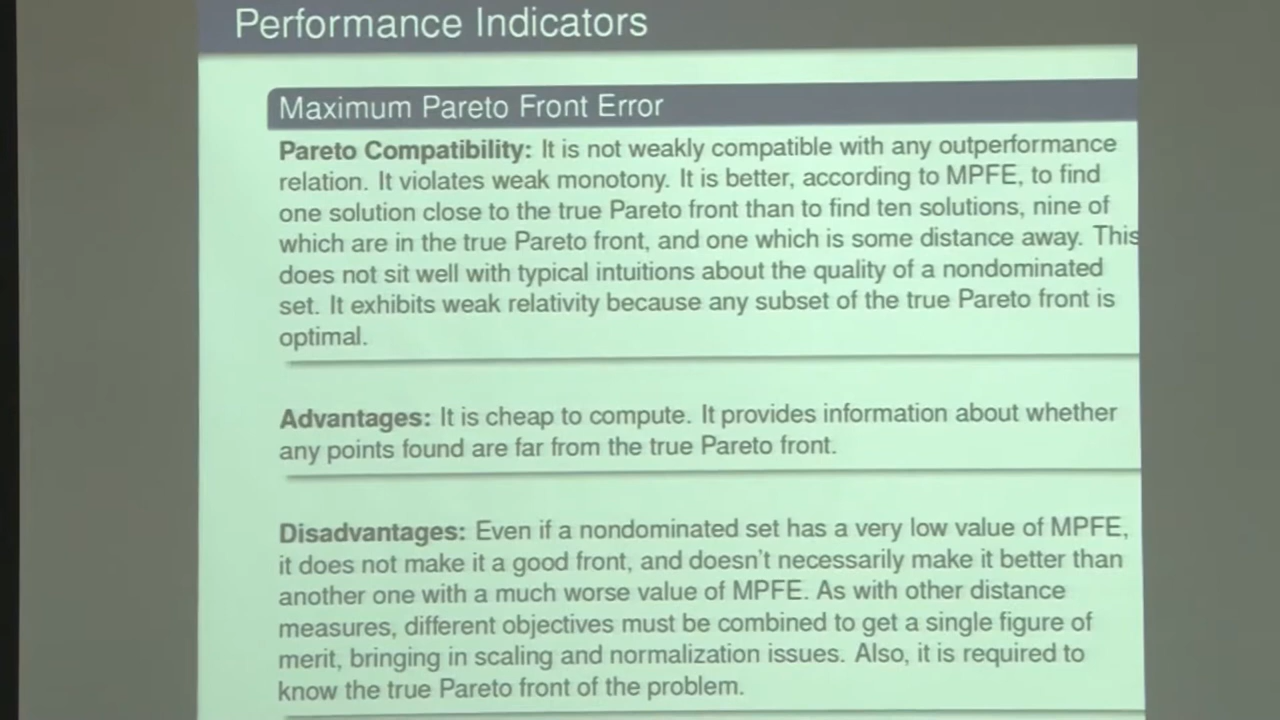 Performance Indicators
Maximum Pareto Front Error
Pareto Compatibility: It is not weakly compatible with any outperformance
relation. It violates weak monotony. It is better, according to MPFE, to find
one solution close to the true Pareto front than to find ten solutions, nine of
which are in the true Pareto front, and one which is some distance away. This
does not sit well with typical intuitions about the quality of a nondominated
set. It exhibits weak relativity because any subset of the true Pareto front is
optimal.
Advantages: It is cheap to compute. It provides information about whether
any points found are far from the true Pareto front.
Disadvantages: Even if a nondominated set has a very low value of MPFE,
it does not make it a good front, and doesn't necessarily make it better than
another one with a much worse value of MPFE. As with other distance
measures, different objectives must be combined to get a single figure of
merit, bringing in scaling and normalization issues. Also, it is required to
know the true Pareto front of the problem.